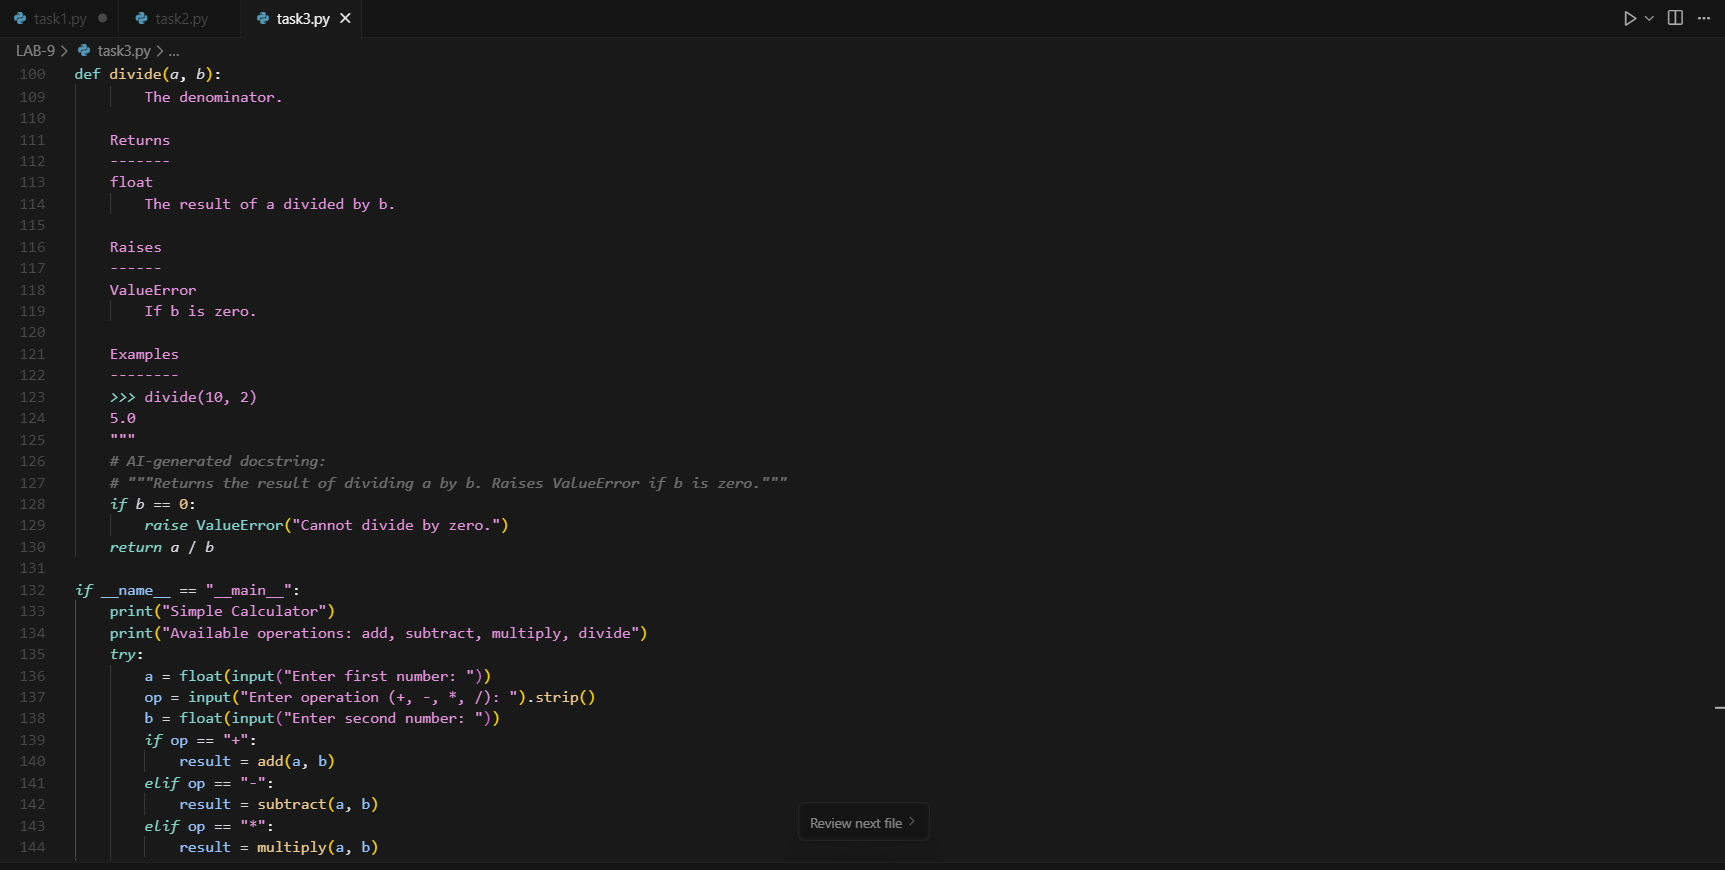 task1.py
task2.py
task3.py
LAB-9 > task3.py > ...
100 def divide(a, b):
109 The denominator.
110
111 Returns
112 -------
113 float
114 The result of a divided by b.
115
116 Raises
117 ------
118 ValueError
119 If b is zero.
120
121 Examples
122 --------
123 >>> divide(10, 2)
124 5.0
125 """
126 # AI-generated docstring:
127 # """Returns the result of dividing a by b. Raises ValueError if b is zero."""
128 if b == 0:
129 raise ValueError("Cannot divide by zero.")
130 return a / b
131
132 if __name__ == "__main__":
133 print("Simple Calculator")
134 print("Available operations: add, subtract, multiply, divide")
135 try:
136 a = float(input("Enter first number: "))
137 op = input("Enter operation (+, -, *, /): ").strip()
138 b = float(input("Enter second number: "))
139 if op == "+":
140 result = add(a, b)
141 elif op == "-":
142 result = subtract(a, b)
143 elif op == "*":
144 result = multiply(a, b)
Review next file >